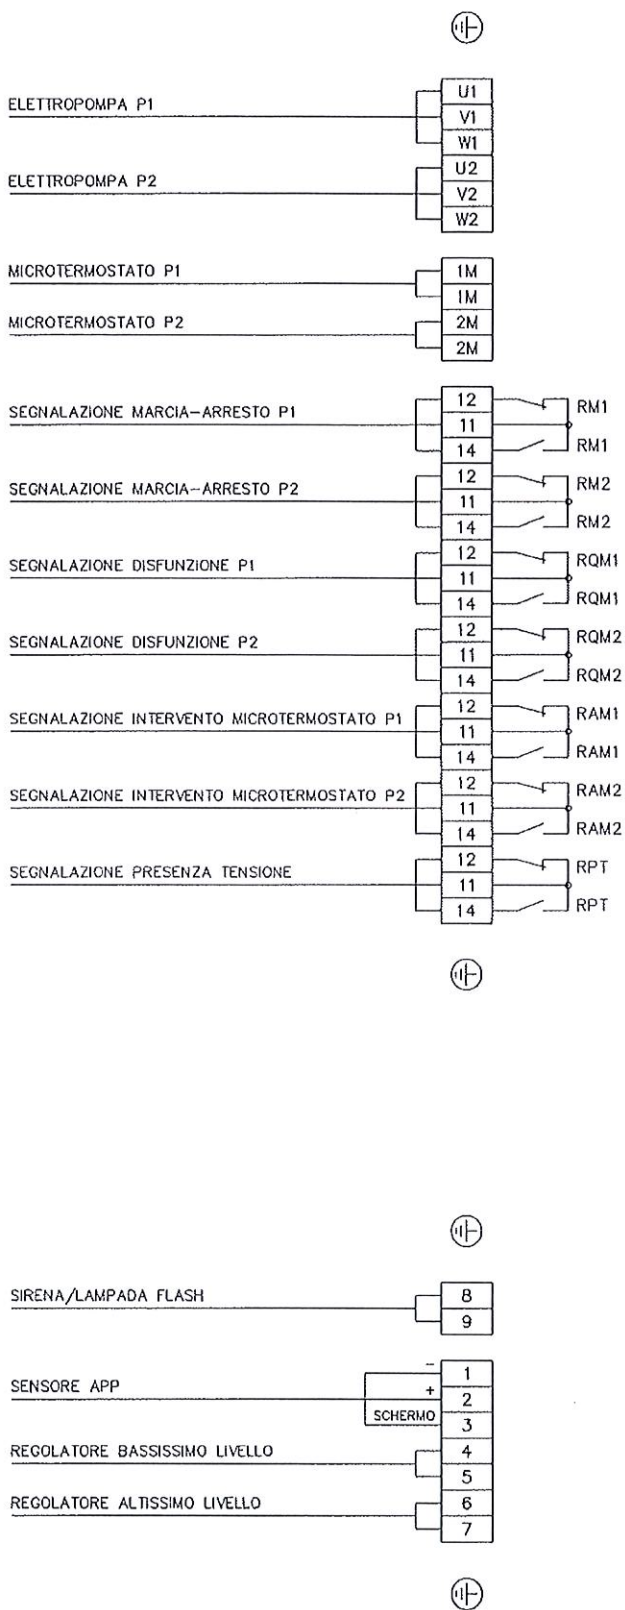 U1
ELETTROPOMPA P1
V1
W1
U2
ELETTROPOMPA P2
V2
W2
MICROTERMOSTATO P1
1M
1M
MICROTERMOSTATO P2
2M
2M
12
RM1
SEGNALAZIONE MARCIA-ARRESTO P1
11
14
RM1
12
RM2
SEGNALAZIONE MARCIA-ARRESTO P2
11
14
RM2
12
RQM1
SEGNALAZIONE DISFUNZIONE P1
11
14
RQM1
12
RQM2
SEGNALAZIONE DISFUNZIONE P2
11
14
RQM2
12
RAM1
SEGNALAZIONE INTERVENTO MICROTERMOSTATO P1
11
14
RAM1
12
RAM2
SEGNALAZIONE INTERVENTO MICROTERMOSTATO P2
11
14
RAM2
12
RPT
SEGNALAZIONE PRESENZA TENSIONE
11
14
RPT
SIRENA/LAMPADA FLASH
8
9
- 1
SENSORE APP
+ 2
SCHERMO 3
REGOLATORE BASSISSIMO LIVELLO
4
5
REGOLATORE ALTISSIMO LIVELLO
6
7